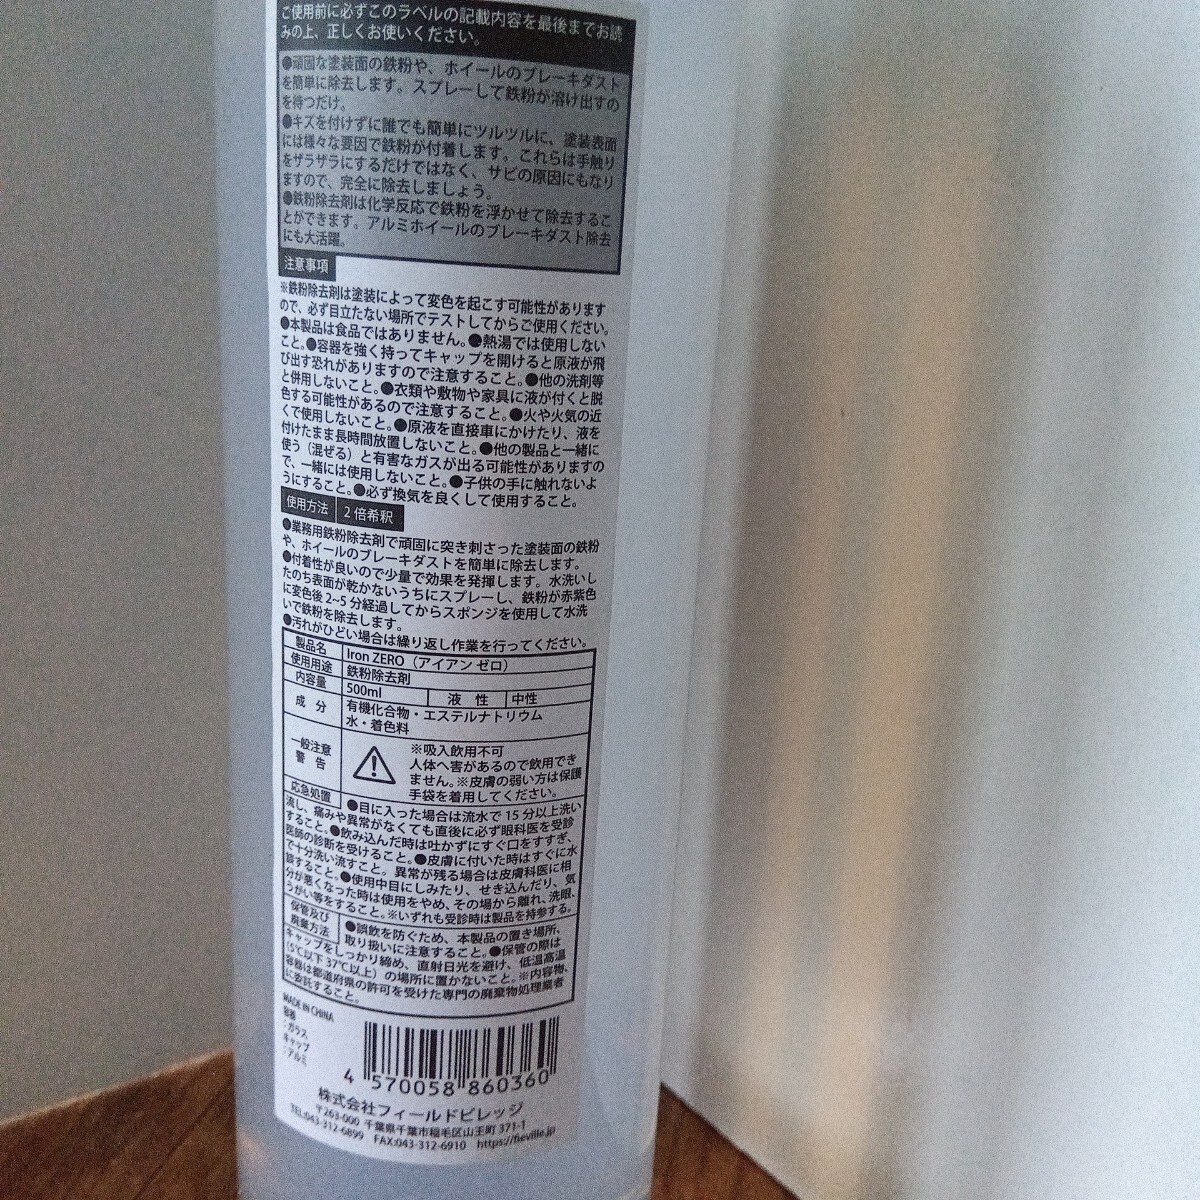 ご使用前に必ずこのラベルの記載内容を最後までお読
みの上、正しくお使いください。
●頑固な塗装面の鉄粉や、ホイールのブレーキダスト
を簡単に除去します。スプレーして鉄粉が溶け出すの
を待つだけ。
●キズを付けずに誰でも簡単にツルツルに、塗装表面
には様々な要因で鉄粉が付着します。これらは手触り
をザラザラにするだけではなく、サビの原因にもなり
ますので、完全に除去しましょう。
●鉄粉除去剤は化学反応で鉄粉を浮かせて除去するこ
とができます。アルミホイールのブレーキダスト除去
にも大活躍。
注意事項
※鉄粉除去剤は塗装によって変色を起こす可能性があります
ので、必ず目立たない場所でテストしてからご使用ください。
●本製品は食品ではありません。●熱湯では使用しない
こと。●容器を強く持ってキャップを開けると原液が飛
び出す恐れがありますので注意すること。●他の洗剤等
と併用しないこと。●衣類や敷物や家具に液が付くと脱
色する可能性があるので注意すること。●火や火気の近
くで使用しないこと。●原液を直接車にかけたり、液を
付けたまま長時間放置しないこと。●他の製品と一緒に
使う（混ぜる）と有害なガスが出る可能性がありますの
で、一緒には使用しないこと。●子供の手に触れないよ
うにすること。●必ず換気を良くして使用すること。
使用方法 2倍希釈
●業務用鉄粉除去剤で頑固に突き刺さった塗装面の鉄粉
や、ホイールのブレーキダストを簡単に除去します。
●付着性が良いので少量で効果を発揮します。水洗いし
たのち表面が乾かないうちにスプレーし、鉄粉が赤紫色
に変色後2~5分経過してからスポンジを使用して水洗
いで鉄粉を除去します。
●汚れがひどい場合は繰り返し作業を行ってください。
製品名 Iron ZERO（アイアン ゼロ）
使用用途 鉄粉除去剤
内容量 500ml 液 性 中性
成 分 有機化合物・エステルナトリウム
水・着色料
一般注意
警 告
※吸入飲用不可
人体へ害があるので飲用でき
ません。※皮膚の弱い方は保護
手袋を着用してください。
応急処置 ●目に入った場合は流水で15分以上洗い
流し、痛みや異常がなくても直後に必ず眼科医を受診
すること。●飲み込んだ時は吐かずにすぐ口をすすぎ、
医師の診断を受けること。●皮膚に付いた時はすぐに水
で十分洗い流すこと。異常が残る場合は皮膚科医に相
談すること。●使用中目にしみたり、せき込んだり、気
分が悪くなった時は使用をやめ、その場から離れ、洗眼、
うがい等をすること。※いずれも受診時は製品を持参する。
保管及び
廃棄方法
●誤飲を防ぐため、本製品の置き場所、
取り扱いに注意すること。●保管の際は
キャップをしっかり締め、直射日光を避け、低温高温
（5℃以下 37℃以上）の場所に置かないこと。※内容物、
容器は都道府県の許可を受けた専門の廃棄物処理業者
に委託すること。
MADE IN CHINA
容器
：ガラス
キャップ
：アルミ
4 570058 860360
株式会社フィールドビレッジ
〒263-000 千葉県千葉市稲毛区山王町 371-1
TEL:043-312-6899 FAX:043-312-6910 https://fieville.jp